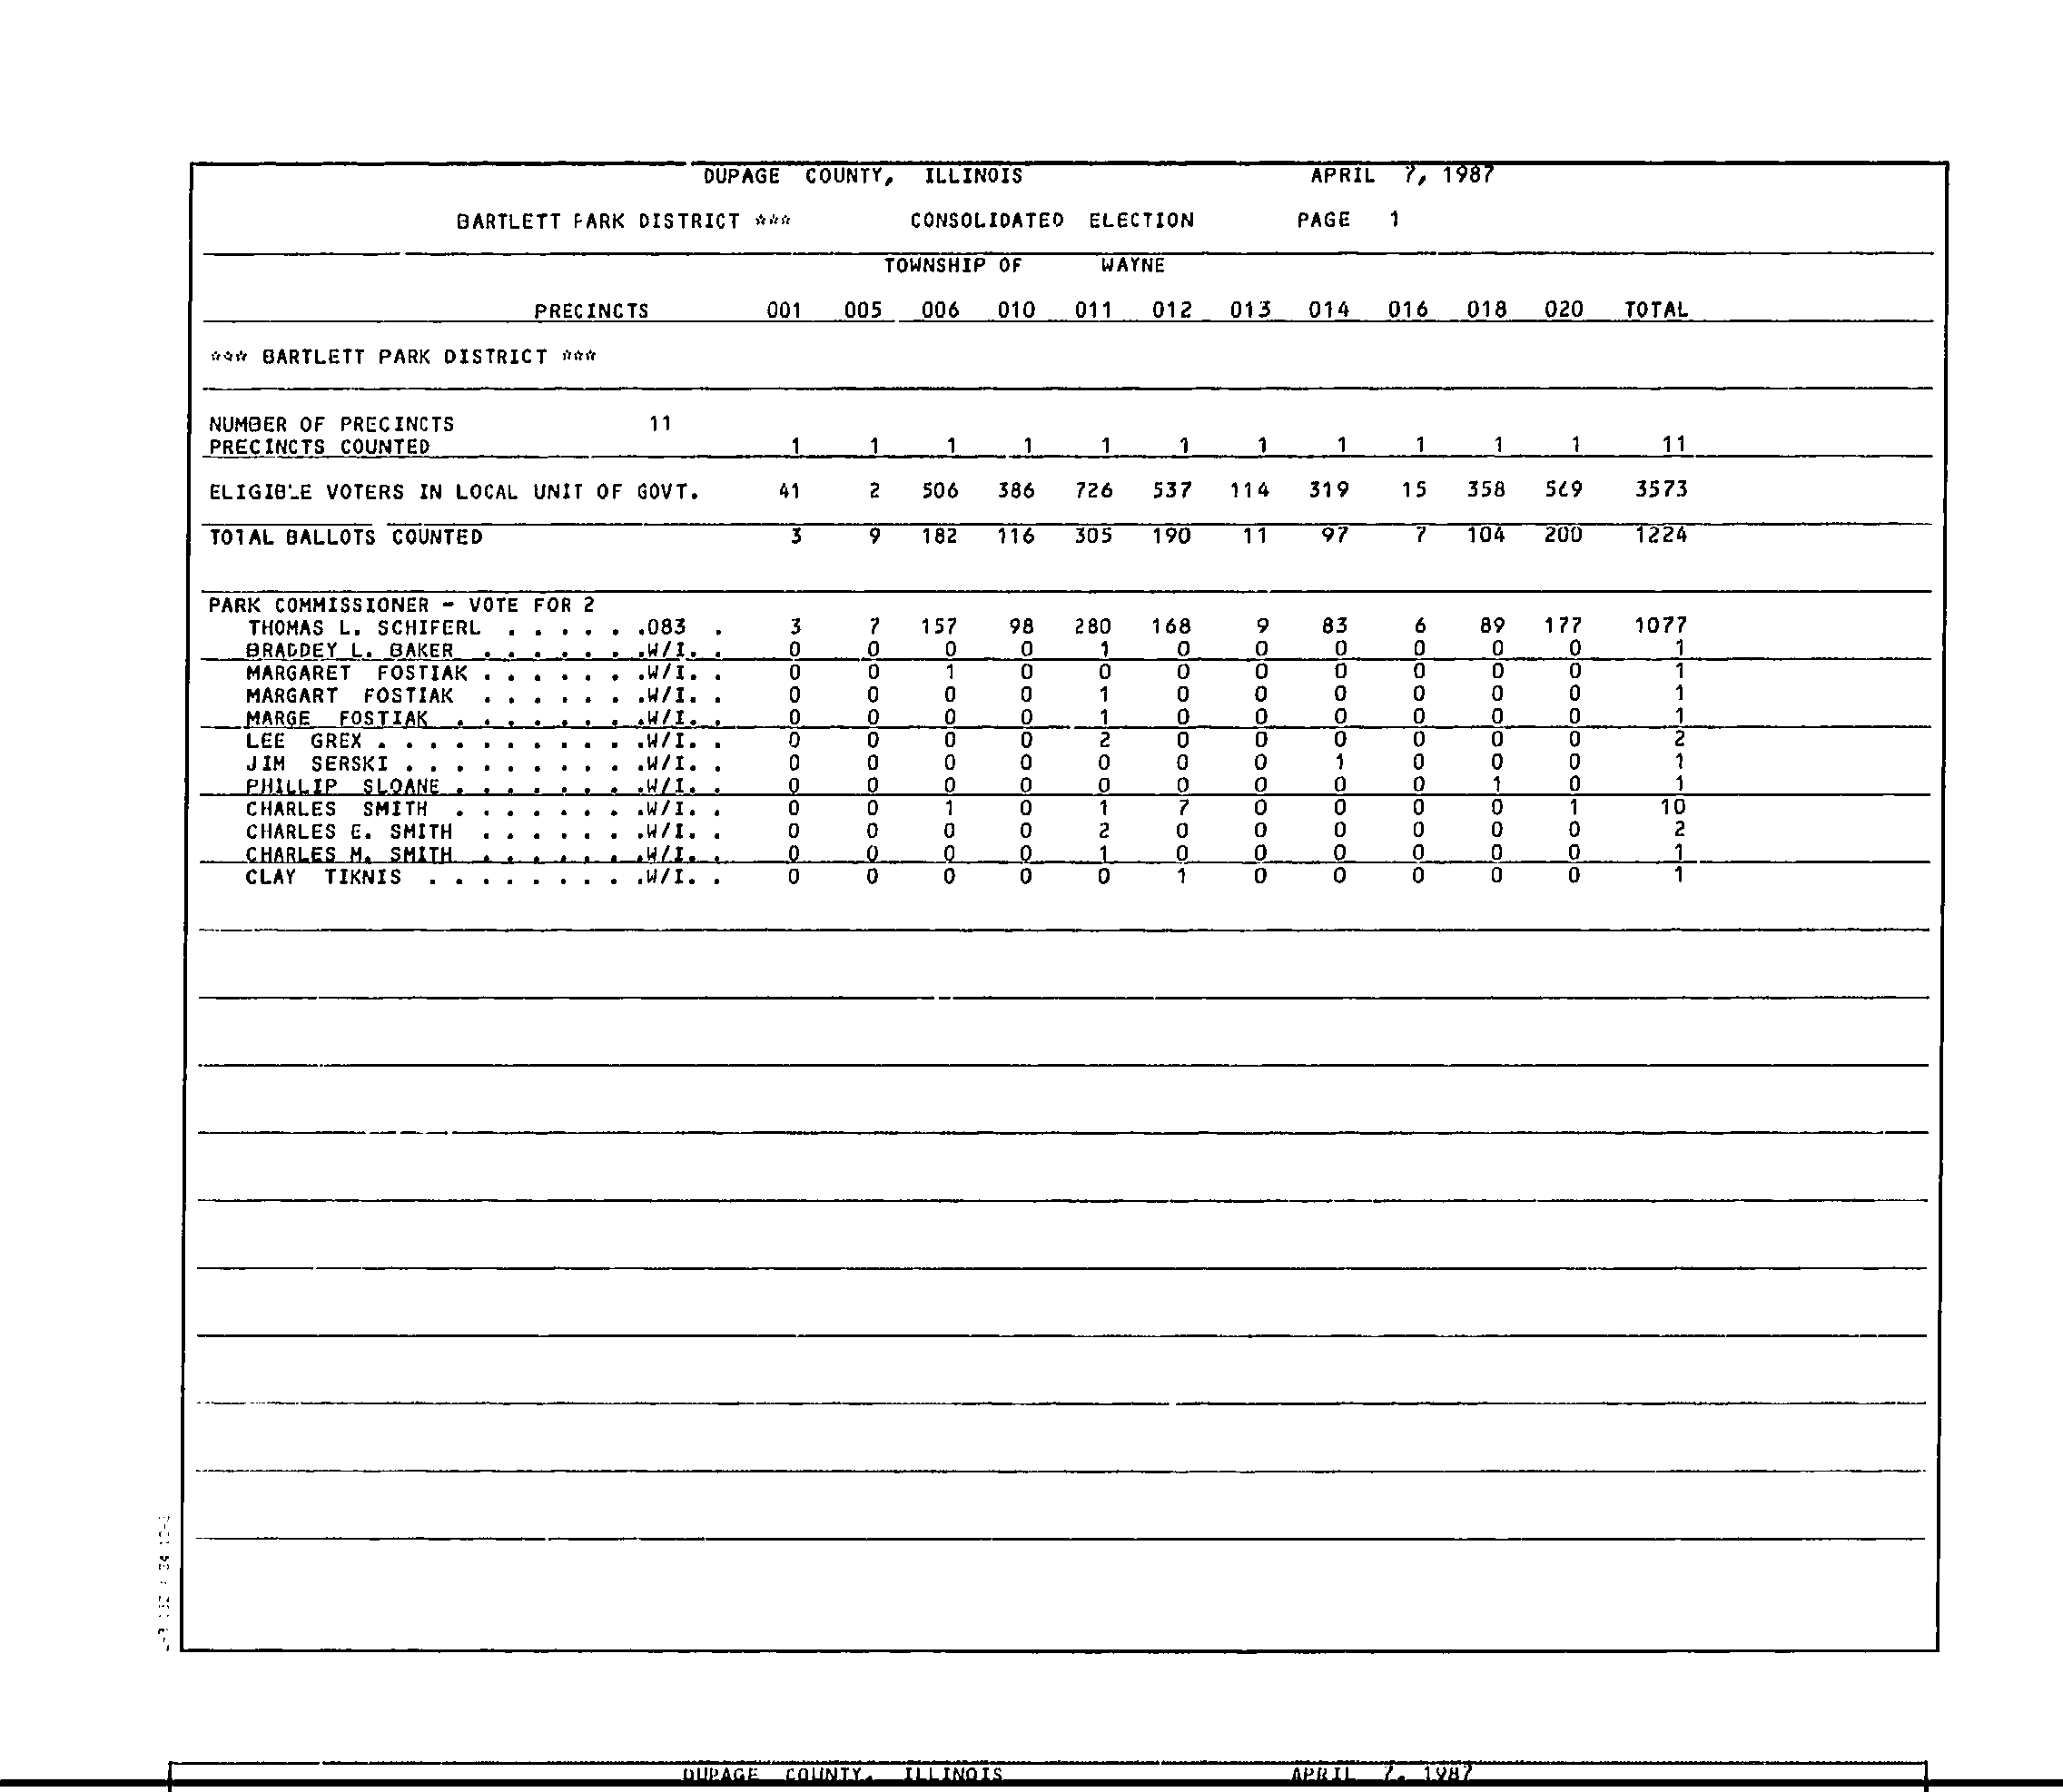 DUPAGE COUNTY, ILLINOIS APRIL 7, 1987
BARTLETT PARK DISTRICT *** CONSOLIDATED ELECTION PAGE 1
TOWNSHIP OF WAYNE
PRECINCTS 001 005 006 010 011 012 013 014 016 018 020 TOTAL
*** BARTLETT PARK DISTRICT ***
NUMBER OF PRECINCTS 11
PRECINCTS COUNTED 1 1 1 1 1 1 1 1 1 1 1 11
ELIGIBLE VOTERS IN LOCAL UNIT OF GOVT. 41 2 506 386 726 537 114 319 15 358 569 3573
TOTAL BALLOTS COUNTED 3 9 182 116 305 190 11 97 7 104 200 1224
PARK COMMISSIONER - VOTE FOR 2
THOMAS L. SCHIFERL . . . . . .083 . 3 7 157 98 280 168 9 83 6 89 177 1077
BRADDEY L. BAKER . . . . . . .W/I. . 0 0 0 0 1 0 0 0 0 0 0 1
MARGARET FOSTIAK . . . . . . .W/I. . 0 0 1 0 0 0 0 0 0 0 0 1
MARGART FOSTIAK . . . . . . .W/I. . 0 0 0 0 1 0 0 0 0 0 0 1
MARGE FOSTIAK . . . . . . . .W/I. . 0 0 0 0 1 0 0 0 0 0 0 1
LEE GREX . . . . . . . . . . .W/I. . 0 0 0 0 2 0 0 0 0 0 0 2
JIM SERSKI . . . . . . . . . .W/I. . 0 0 0 0 0 0 0 1 0 0 0 1
PHILLIP SLOANE . . . . . . . .W/I. . 0 0 0 0 0 0 0 0 0 1 0 1
CHARLES SMITH . . . . . . . .W/I. . 0 0 1 0 1 7 0 0 0 0 1 10
CHARLES E. SMITH . . . . . . .W/I. . 0 0 0 0 2 0 0 0 0 0 0 2
CHARLES M. SMITH . . . . . . .W/I. . 0 0 0 0 1 0 0 0 0 0 0 1
CLAY TIKNIS . . . . . . . . .W/I. . 0 0 0 0 0 1 0 0 0 0 0 1
DUPAGE COUNTY, ILLINOIS APRIL 7, 1987